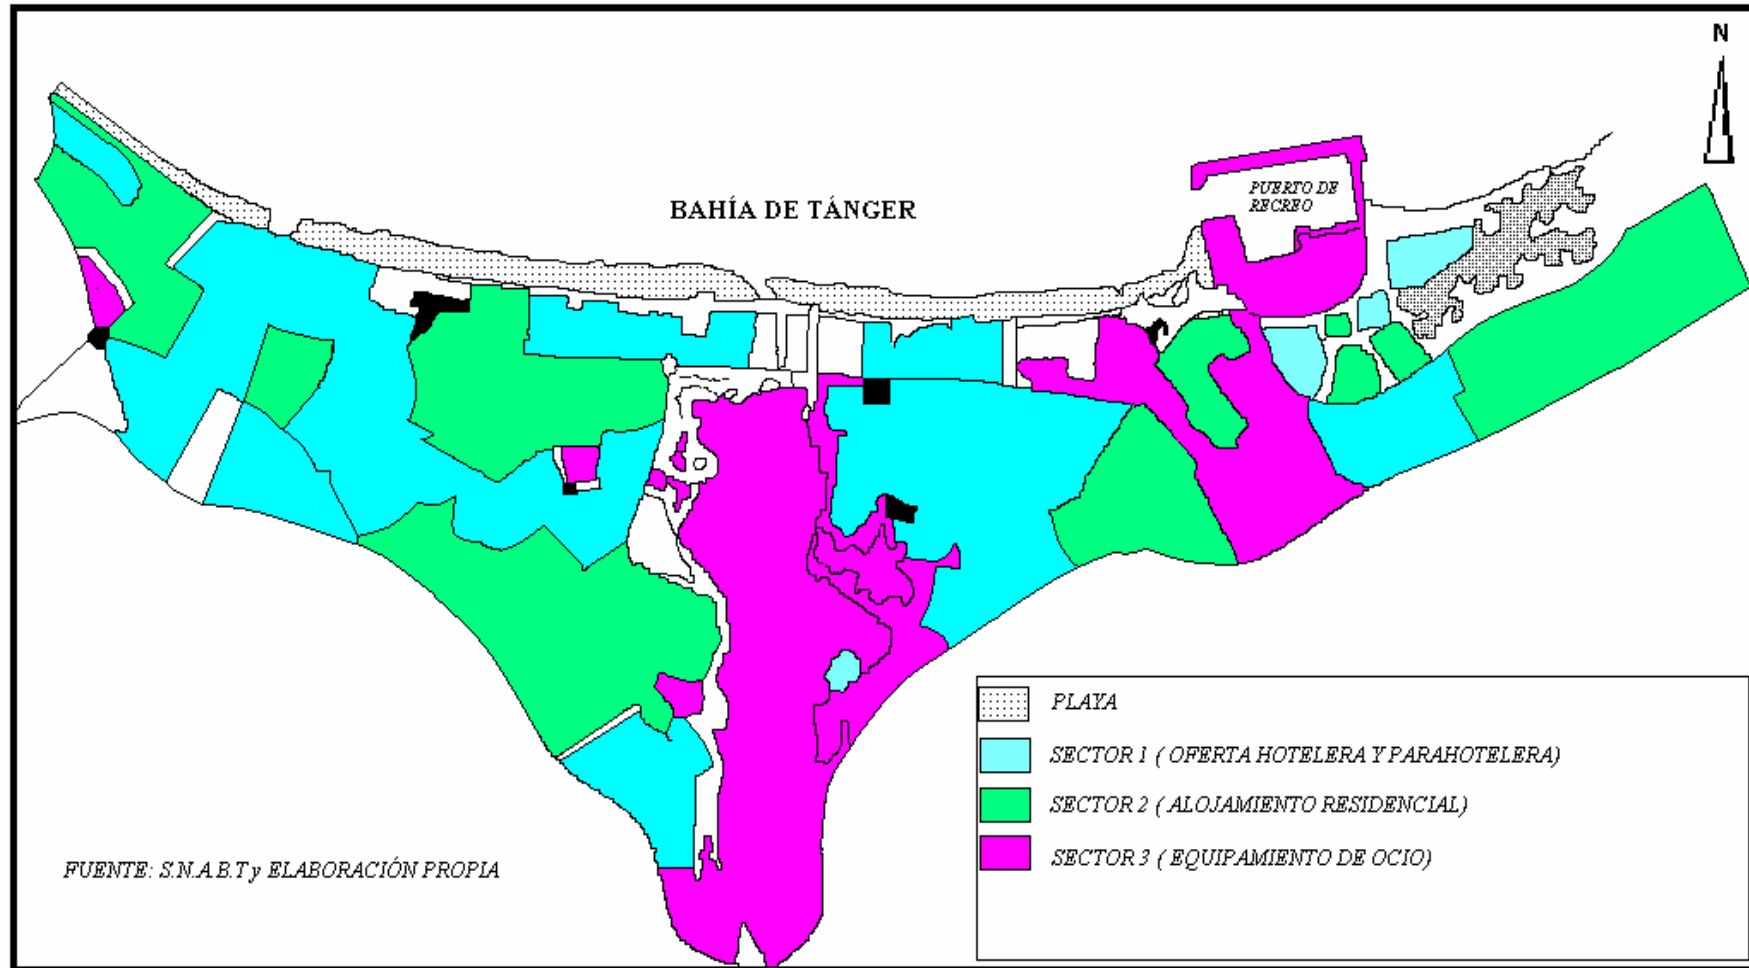 N
PUERTO DE
RECREO
BAHÍA DE TÁNGER
PLAYA
SECTOR 1 ( OFERTA HOTELERA Y PARAHOTELERA)
SECTOR 2 ( ALOJAMIENTO RESIDENCIAL)
SECTOR 3 ( EQUIPAMIENTO DE OCIO)
FUENTE: S.N.A.B.T y ELABORACIÓN PROPIA